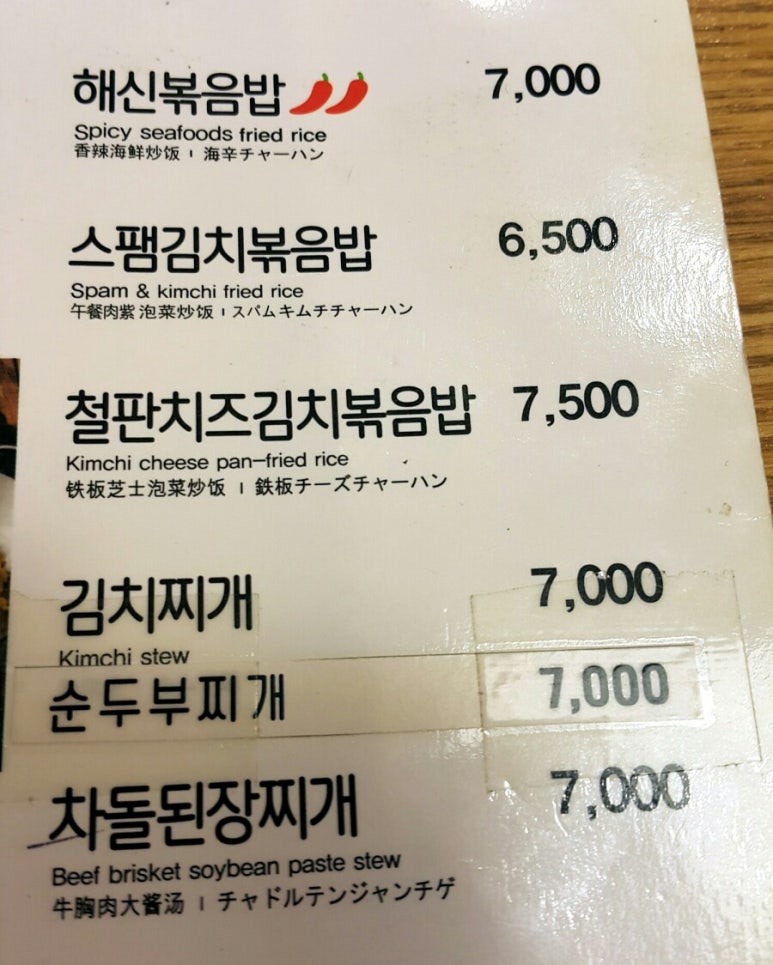 해신볶음밥 7,000
Spicy seafoods fried rice
香辣海鲜炒饭 | 海辛チャーハン
스팸김치볶음밥 6,500
Spam & kimchi fried rice
午餐肉紫 泡菜炒饭 | スパムキムチチャーハン
철판치즈김치볶음밥 7,500
Kimchi cheese pan-fried rice
铁板芝士泡菜炒饭 | 鉄板チーズチャーハン
김치찌개 7,000
Kimchi stew
순두부찌개 7,000
차돌된장찌개 7,000
Beef brisket soybean paste stew
牛胸肉大酱汤 | チャドルテンジャンチゲ